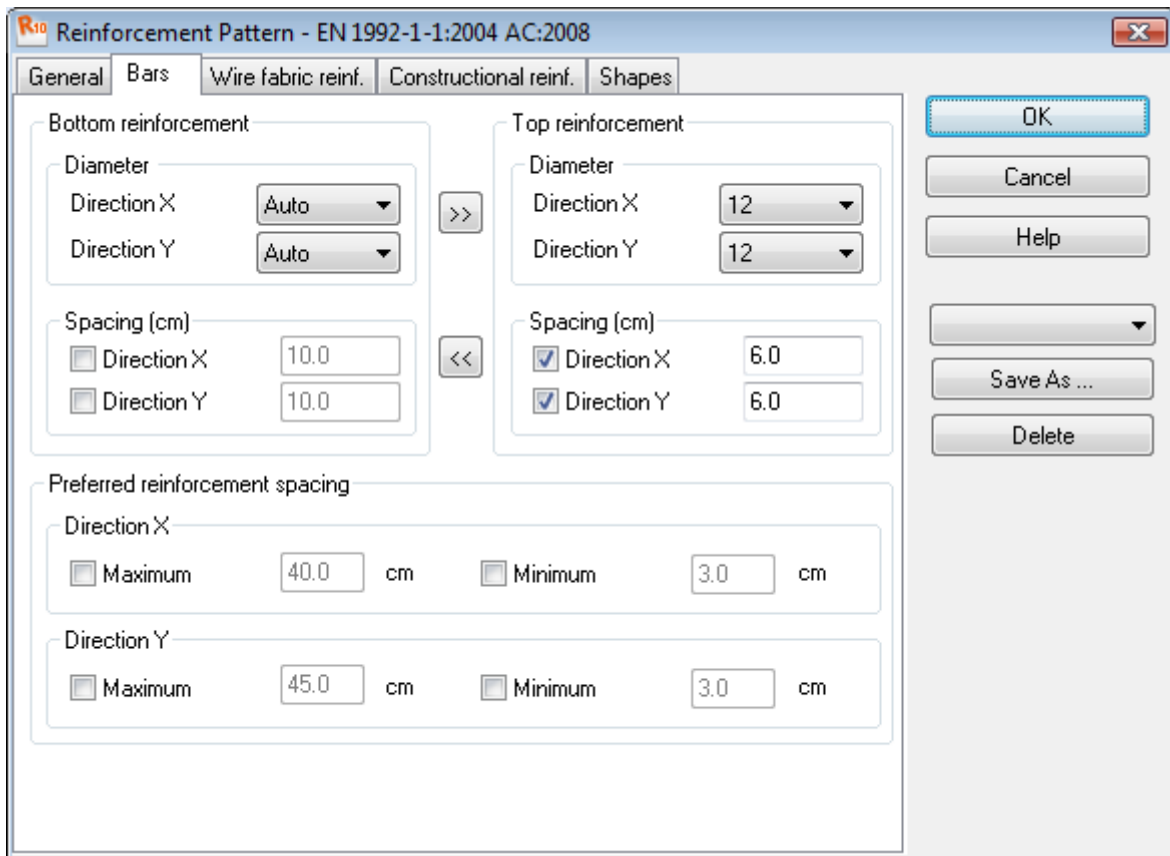 R10 Reinforcement Pattern - EN 1992-1-1:2004 AC:2008
General Bars Wire fabric reinf. Constructional reinf. Shapes
Bottom reinforcement
Diameter
Direction X Auto
Direction Y Auto
Spacing (cm)
Direction X 10.0
Direction Y 10.0
>>
<<
Top reinforcement
Diameter
Direction X 12
Direction Y 12
Spacing (cm)
Direction X 6.0
Direction Y 6.0
Preferred reinforcement spacing
Direction X
Maximum 40.0 cm Minimum 3.0 cm
Direction Y
Maximum 45.0 cm Minimum 3.0 cm
OK
Cancel
Help
Save As ...
Delete